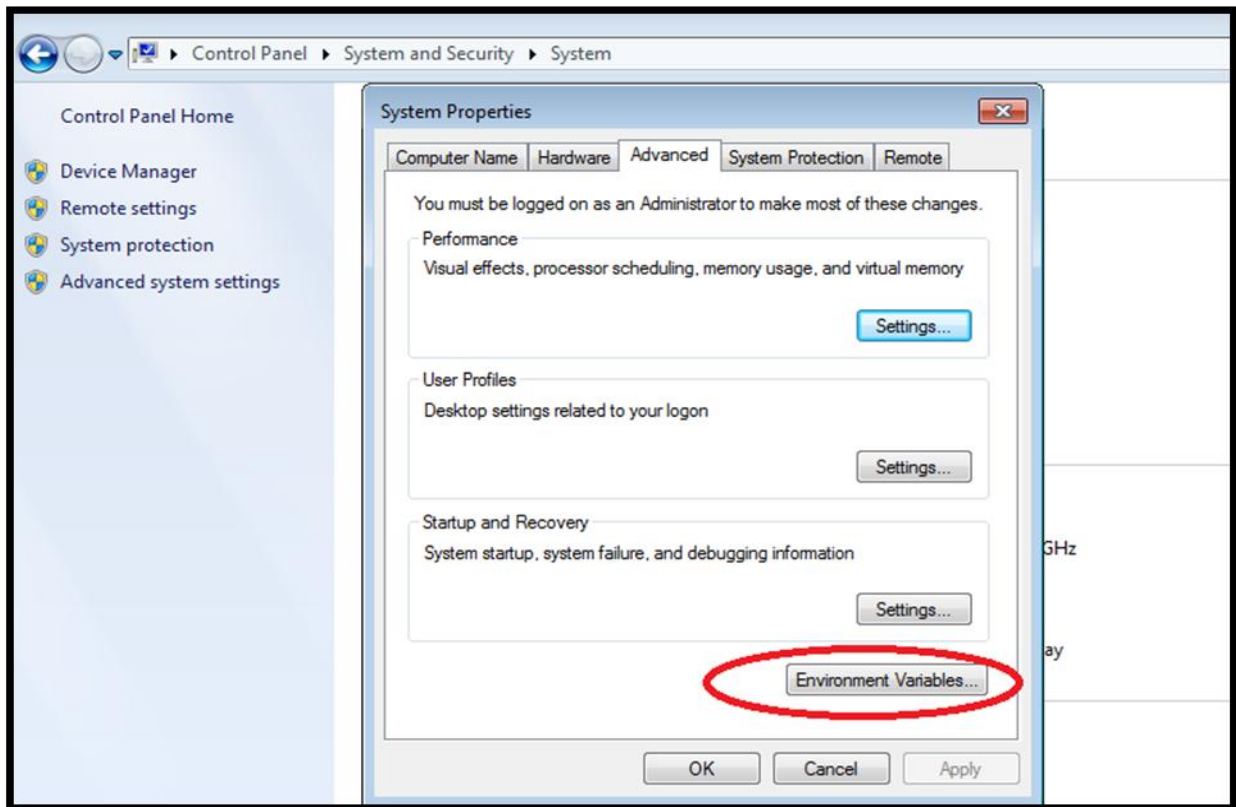 Control Panel System and Security System
Control Panel Home
Device Manager
Remote settings
System protection
Advanced system settings
System Properties
Computer Name Hardware Advanced System Protection Remote
You must be logged on as an Administrator to make most of these changes.
Performance
Visual effects, processor scheduling, memory usage, and virtual memory
Settings...
User Profiles
Desktop settings related to your logon
Settings...
Startup and Recovery
System startup, system failure, and debugging information
Settings...
Environment Variables...
OK Cancel Apply
GHz
ay